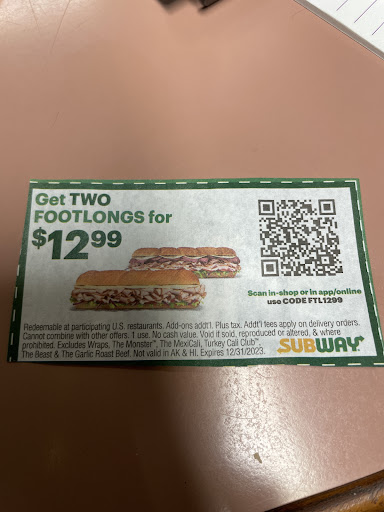 Get TWO
FOOTLONGS for
$12⁹⁹
Scan in-shop or in app/online
use CODE FTL1299
Redeemable at participating U.S. restaurants. Add-ons addt'l. Plus tax. Addt'l fees apply on delivery orders.
Cannot combine with other offers. 1 use. No cash value. Void if sold, reproduced or altered, & where
prohibited. Excludes Wraps, The Monster™, The MexiCali, Turkey Cali Club™,
The Beast & The Garlic Roast Beef. Not valid in AK & HI. Expires 12/31/2023.
SUBWAY